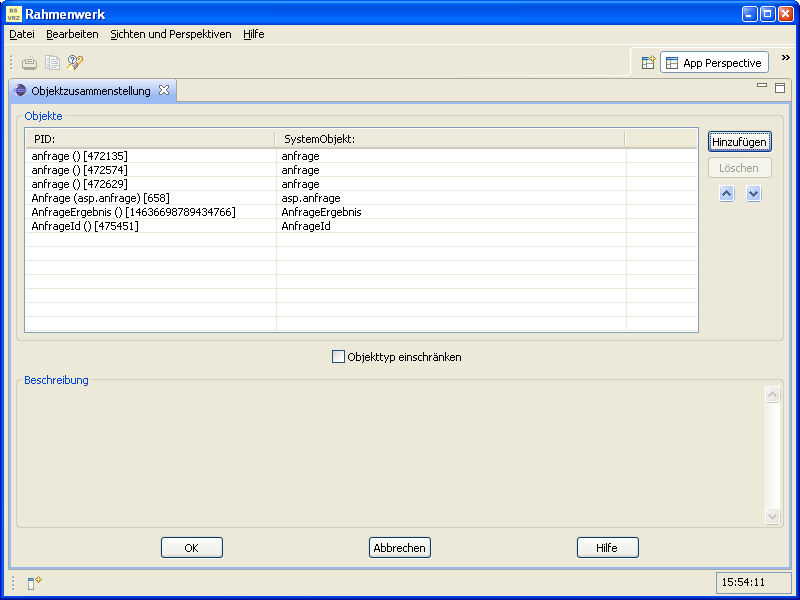 BS VRZ Rahmenwerk
Datei Bearbeiten Sichten und Perspektiven Hilfe
App Perspective »
Objektzusammenstellung
Objekte
PID: SystemObjekt:
anfrage () [472135] anfrage
anfrage () [472574] anfrage
anfrage () [472629] anfrage
Anfrage (asp.anfrage) [658] asp.anfrage
AnfrageErgebnis () [14636698789434766] AnfrageErgebnis
AnfrageId () [475451] AnfrageId
Hinzufügen
Löschen
Objekttyp einschränken
Beschreibung
OK Abbrechen Hilfe
15:54:11